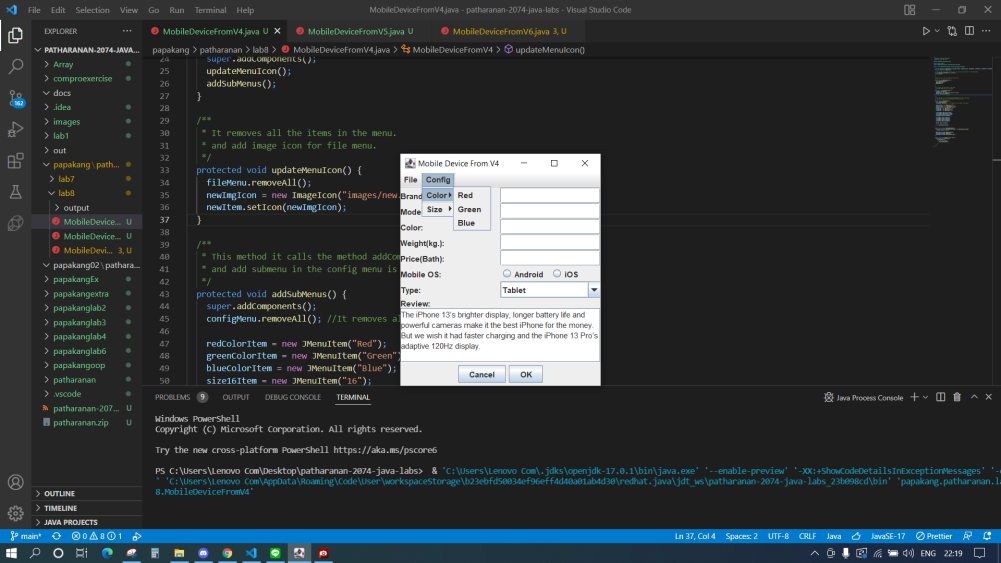 File Edit Selection View Go Run Terminal Help
MobileDeviceFromV4.java - patharanan-2074-java-labs - Visual Studio Code
EXPLORER
MobileDeviceFromV4.java U
MobileDeviceFromV5.java U
MobileDeviceFromV6.java 3, U
PATHARANAN-2074-JAVA...
papakang > patharanan > lab8 > MobileDeviceFromV4.java > MobileDeviceFromV4 > updateMenuIcon()
Array
comproexercise
docs
.idea
images
lab1
out
papakang \ path...
lab7
lab8
output
MobileDevice... U
MobileDevice... U
MobileDevi... 3, U
papakang02 \ pathara...
papakangEx
papakangextra
papakanglab2
papakanglab3
papakanglab4
papakanglab6
papakangoop
patharanan
.vscode
patharanan-207... U
patharanan.zip U
OUTLINE
TIMELINE
JAVA PROJECTS
162
24 super.addComponents();
25 updateMenuIcon();
26 addSubMenus();
27 }
28
29 /**
30 * It removes all the items in the menu.
31 * and add image icon for file menu.
32 */
33 protected void updateMenuIcon() {
34 fileMenu.removeAll();
35 newImgIcon = new ImageIcon("images/new
36 newItem.setIcon(newImgIcon);
37 }
38
39 /**
40 * This method it calls the method addCom
41 * and add submenu in the config menu is
42 */
43 protected void addSubMenus() {
44 super.addComponents();
45 configMenu.removeAll(); //It removes a
46
47 redColorItem = new JMenuItem("Red");
48 greenColorItem = new JMenuItem("Green")
49 blueColorItem = new JMenuItem("Blue");
50 size16Item = new JMenuItem("16");
Mobile Device From V4
File Config
Color Red
Size Green
Blue
Brand
Mode
Color:
Weight(kg.):
Price(Bath):
Mobile OS: Android iOS
Type: Tablet
Review:
The iPhone 13's brighter display, longer battery life and
powerful cameras make it the best iPhone for the money.
But we wish it had faster charging and the iPhone 13 Pro's
adaptive 120Hz display.
Cancel OK
PROBLEMS 9 OUTPUT DEBUG CONSOLE TERMINAL
Java Process Console
Windows PowerShell
Copyright (C) Microsoft Corporation. All rights reserved.
Try the new cross-platform PowerShell https://aka.ms/pscore6
PS C:\Users\Lenovo Com\Desktop\patharanan-2074-java-labs> & 'C:\Users\Lenovo Com\.jdks\openjdk-17.0.1\bin\java.exe' '--enable-preview' '-XX:+ShowCodeDetailsInExceptionMessages'
' 'C:\Users\Lenovo Com\AppData\Roaming\Code\User\workspaceStorage\b23ebfd50034ef96eff4d40a01ab4d30\redhat.java\jdt_ws\patharanan-2074-java-labs_23b098cd\bin' 'papakang.patharanan.la
8.MobileDeviceFromV4'
main* 0 8 1
Ln 37, Col 4 Spaces: 2 UTF-8 CRLF Java JavaSE-17 Prettier
ENG 22:19